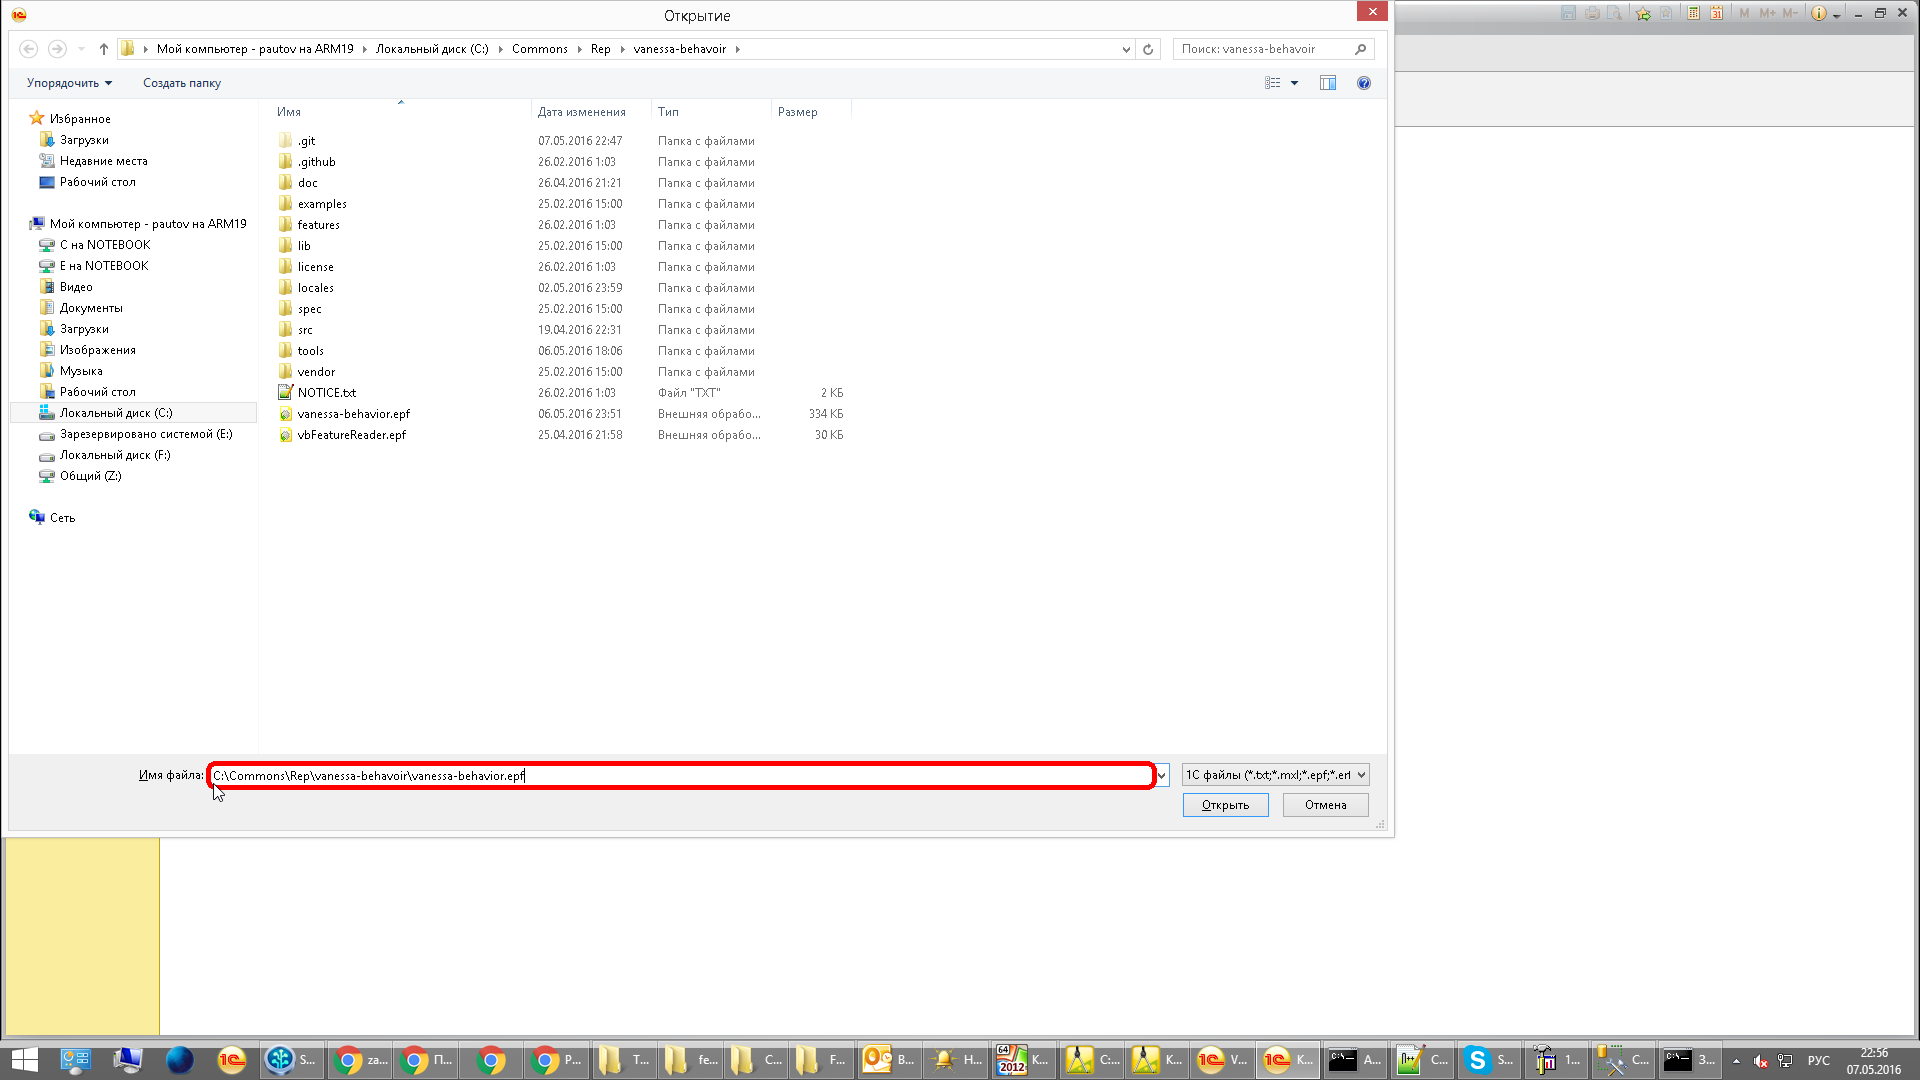 Открытие
Мой компьютер - pautov на ARM19 Локальный диск (C:) Commons Rep vanessa-behavoir
Поиск: vanessa-behavoir
M M+ M-
31
Упорядочить Создать папку
Имя Дата изменения Тип Размер
Избранное
Загрузки
Недавние места
Рабочий стол
Мой компьютер - pautov на ARM19
C на NOTEBOOK
E на NOTEBOOK
Видео
Документы
Загрузки
Изображения
Музыка
Рабочий стол
Локальный диск (C:)
Зарезервировано системой (E:)
Локальный диск (F:)
Общий (Z:)
Сеть
.git 07.05.2016 22:47 Папка с файлами
.github 26.02.2016 1:03 Папка с файлами
doc 26.04.2016 21:21 Папка с файлами
examples 25.02.2016 15:00 Папка с файлами
features 26.02.2016 1:03 Папка с файлами
lib 25.02.2016 15:00 Папка с файлами
license 26.02.2016 1:03 Папка с файлами
locales 02.05.2016 23:59 Папка с файлами
spec 25.02.2016 15:00 Папка с файлами
src 19.04.2016 22:31 Папка с файлами
tools 06.05.2016 18:06 Папка с файлами
vendor 25.02.2016 15:00 Папка с файлами
NOTICE.txt 26.02.2016 1:03 Файл "TXT" 2 КБ
vanessa-behavior.epf 06.05.2016 23:51 Внешняя обрабо... 334 КБ
vbFeatureReader.epf 25.04.2016 21:58 Внешняя обрабо... 30 КБ
Имя файла: C:\Commons\Rep\vanessa-behavoir\vanessa-behavior.epf
1С файлы (*.txt;*.mxl;*.epf;*.erl
Открыть Отмена
S... za... П... P... T... fe... C... F... B... H... K... C:... K... V... K... A... C... S... 1... C... З...
64 2012
РУС
22:56
07.05.2016